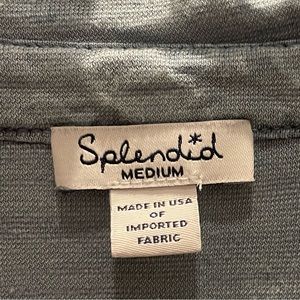 Splendid
MEDIUM
MADE IN USA
OF
IMPORTED
FABRIC